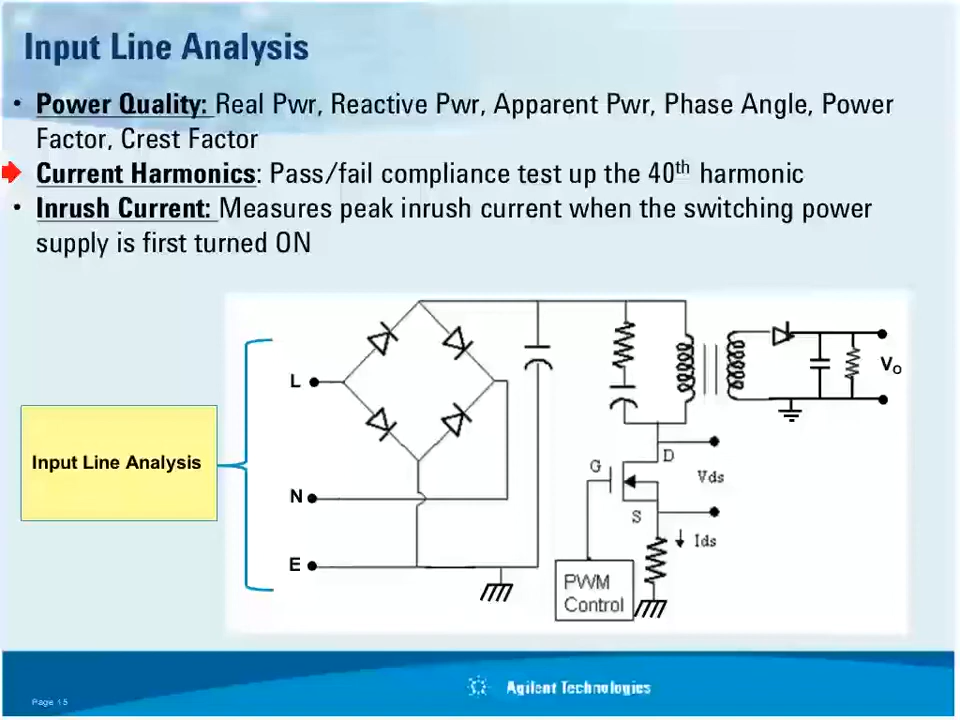 Input Line Analysis
• Power Quality: Real Pwr, Reactive Pwr, Apparent Pwr, Phase Angle, Power
Factor, Crest Factor
Current Harmonics: Pass/fail compliance test up the 40th harmonic
• Inrush Current: Measures peak inrush current when the switching power
supply is first turned ON
L
N
E
Input Line Analysis
G
D
S
Vds
Ids
PWM
Control
Vo
Agilent Technologies
Page 15